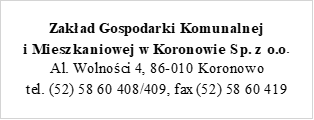 Zakład Gospodarki Komunalnej
i Mieszkaniowej w Koronowie Sp. z o.o.
Al. Wolności 4, 86-010 Koronowo
tel. (52) 58 60 408/409, fax (52) 58 60 419